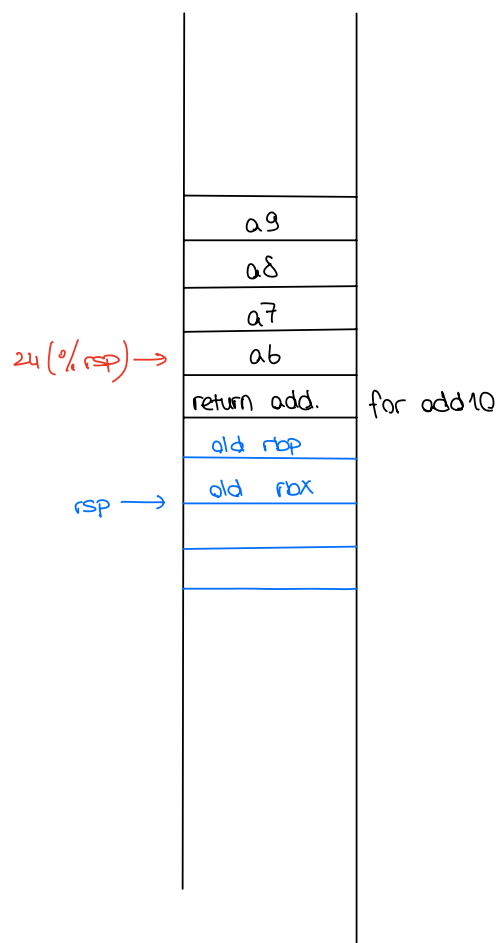 a9
a8
a7
24(%rsp) → a6
return add. for add10
old rbp
old rbx
rsp →